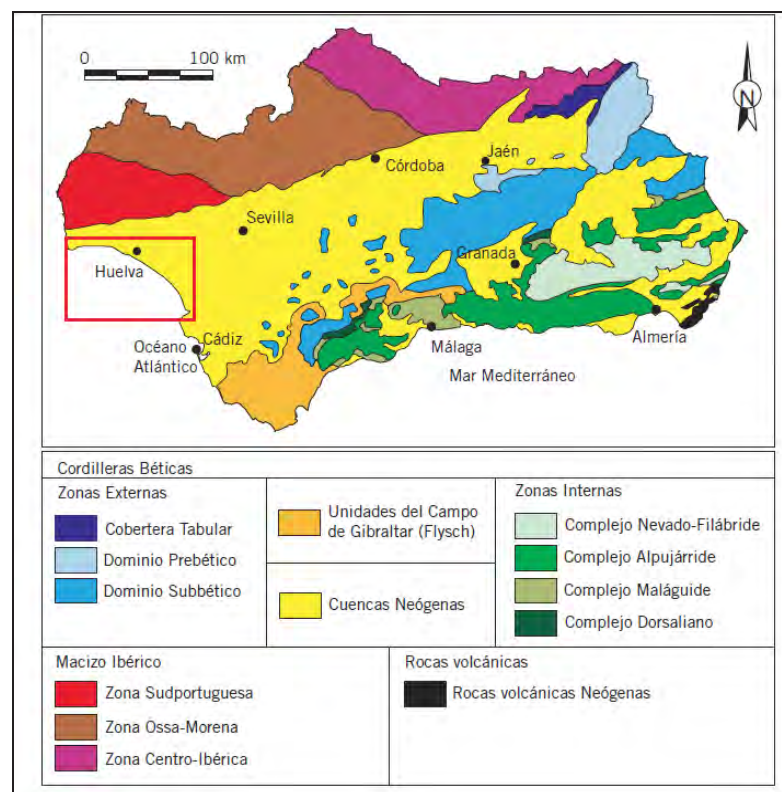 0 100 km
N
Jaén
Córdoba
Sevilla
Granada
Huelva
Almería
Océano
Atlántico
Cádiz
Málaga
Mar Mediterráneo
Cordilleras Béticas
Zonas Externas
Cobertera Tabular
Dominio Prebético
Dominio Subbético
Unidades del Campo
de Gibraltar (Flysch)
Cuencas Neógenas
Zonas Internas
Complejo Nevado-Filábride
Complejo Alpujárride
Complejo Maláguide
Complejo Dorsaliano
Macizo Ibérico
Zona Sudportuguesa
Zona Ossa-Morena
Zona Centro-Ibérica
Rocas volcánicas
Rocas volcánicas Neógenas